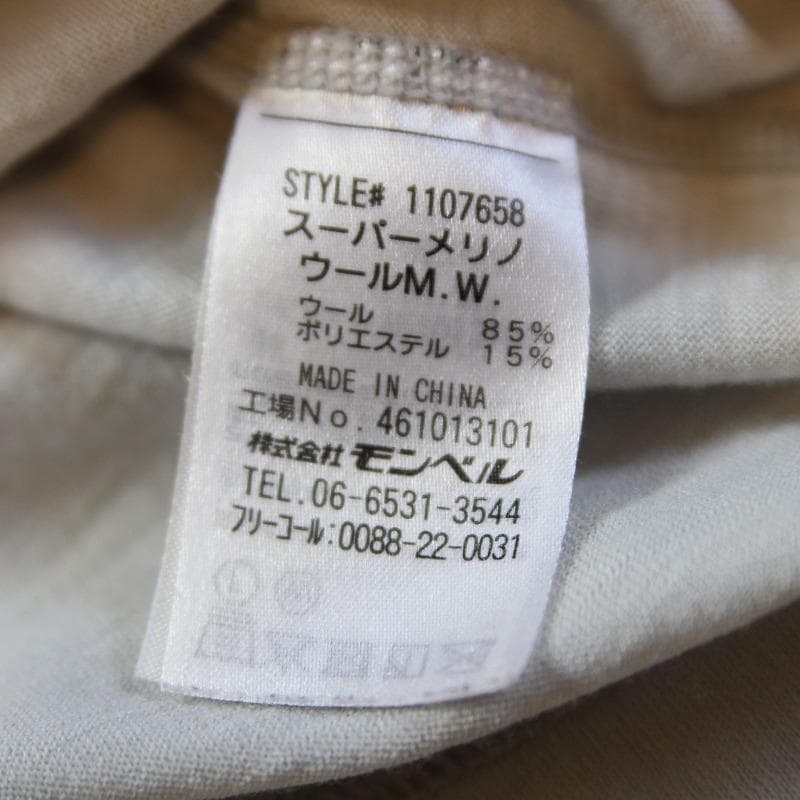 STYLE# 1107658
スーパーメリノ
ウールM.W.
ウール 85%
ポリエステル 15%
MADE IN CHINA
工場No. 461013101
株式会社モンベル
TEL.06-6531-3544
フリーコール:0088-22-0031